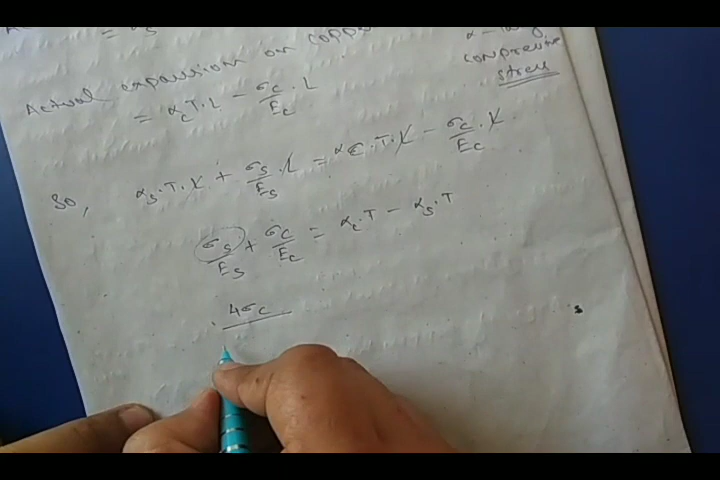 Actual expansion on coppe
= αc T.L - σc/Ec . L
compressive
stress
So, αs.T.L + σs/Es .L = αc.T.L - σc/Ec .L
σs/Es + σc/Ec = αc.T - αs.T
4σc